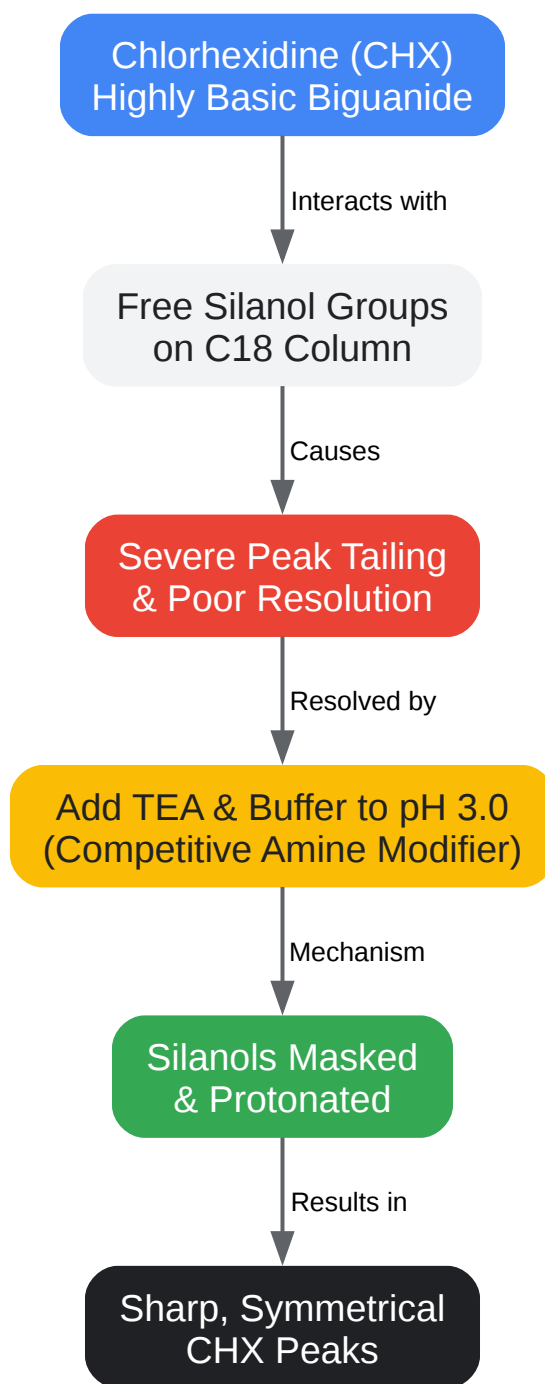 Chlorhexidine (CHX)
Highly Basic Biguanide
Interacts with
Free Silanol Groups
on C18 Column
Causes
Severe Peak Tailing
& Poor Resolution
Resolved by
Add TEA & Buffer to pH 3.0
(Competitive Amine Modifier)
Mechanism
Silanols Masked
& Protonated
Results in
Sharp, Symmetrical
CHX Peaks